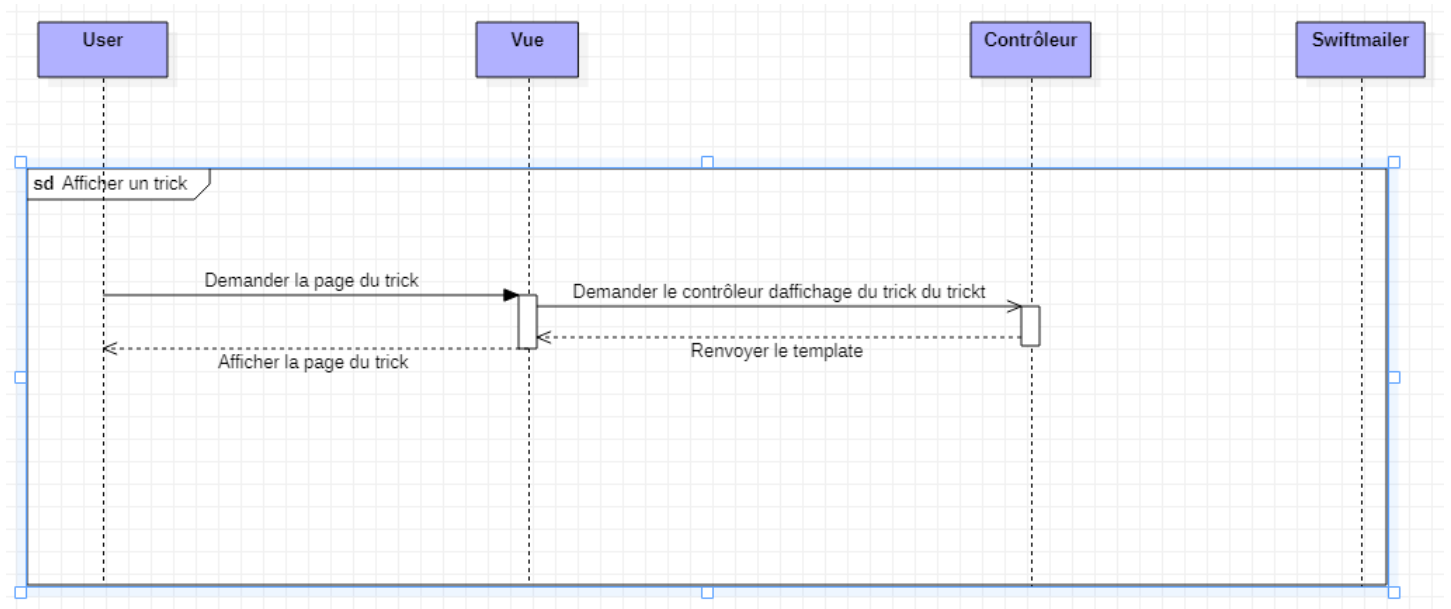 User
Vue
Contrôleur
Swiftmailer
sd Afficher un trick
Demander la page du trick
Demander le contrôleur daffichage du trick du trickt
Renvoyer le template
Afficher la page du trick